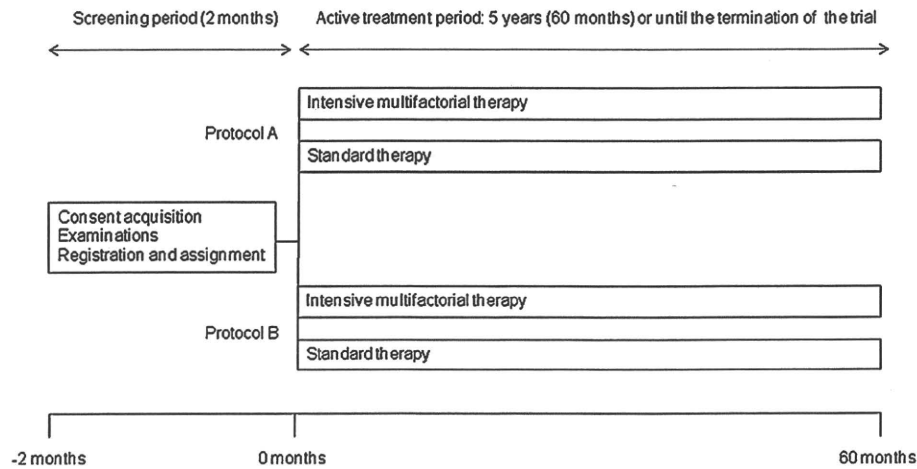 Screening period (2 months)
Active treatment period: 5 years (60 months) or until the termination of the trial
Intensive multifactorial therapy
Protocol A
Standard therapy
Consent acquisition
Examinations
Registration and assignment
Intensive multifactorial therapy
Protocol B
Standard therapy
-2 months
0 months
60 months